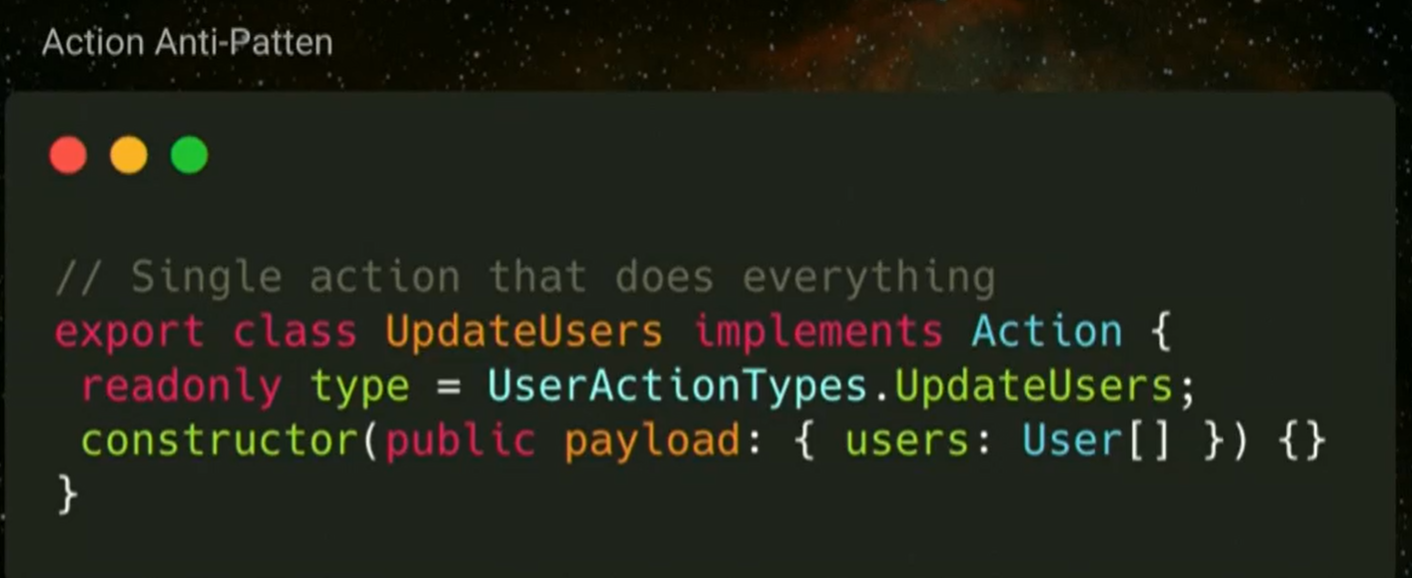 Action Anti-Patten
// Single action that does everything
export class UpdateUsers implements Action {
readonly type = UserActionTypes.UpdateUsers;
constructor(public payload: { users: User[] }) {}
}